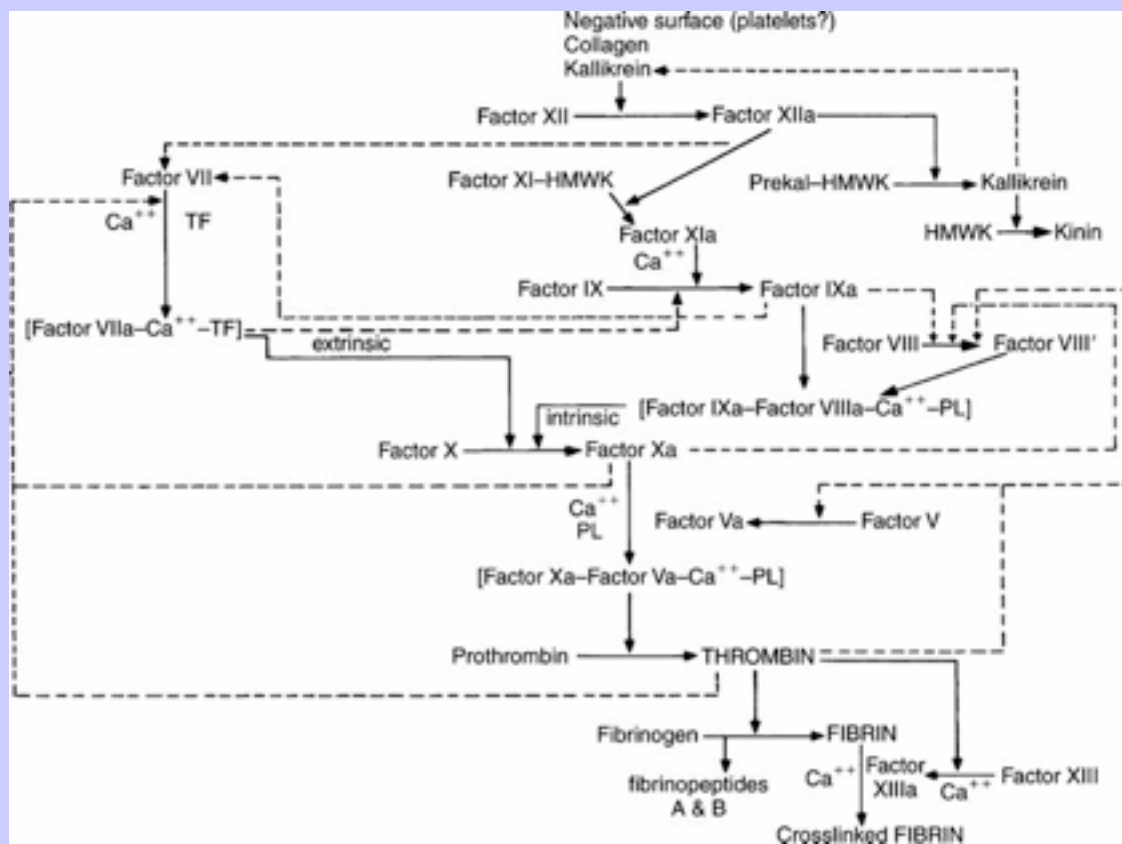 Negative surface (platelets?)
Collagen
Kallikrein
Factor XII
Factor XIIa
Factor VII
Factor XI–HMWK
Prekal–HMWK
Kallikrein
Ca⁺⁺
TF
HMWK
Kinin
Factor XIa
Ca⁺⁺
Factor IX
Factor IXa
[Factor VIIa–Ca⁺⁺–TF]
extrinsic
Factor VIII
Factor VIII'
intrinsic
[Factor IXa–Factor VIIIa–Ca⁺⁺–PL]
Factor X
Factor Xa
Ca⁺⁺
PL
Factor Va
Factor V
[Factor Xa–Factor Va–Ca⁺⁺–PL]
Prothrombin
THROMBIN
Fibrinogen
FIBRIN
fibrinopeptides
A & B
Ca⁺⁺
Factor
XIIIa
Ca⁺⁺
Factor XIII
Crosslinked FIBRIN